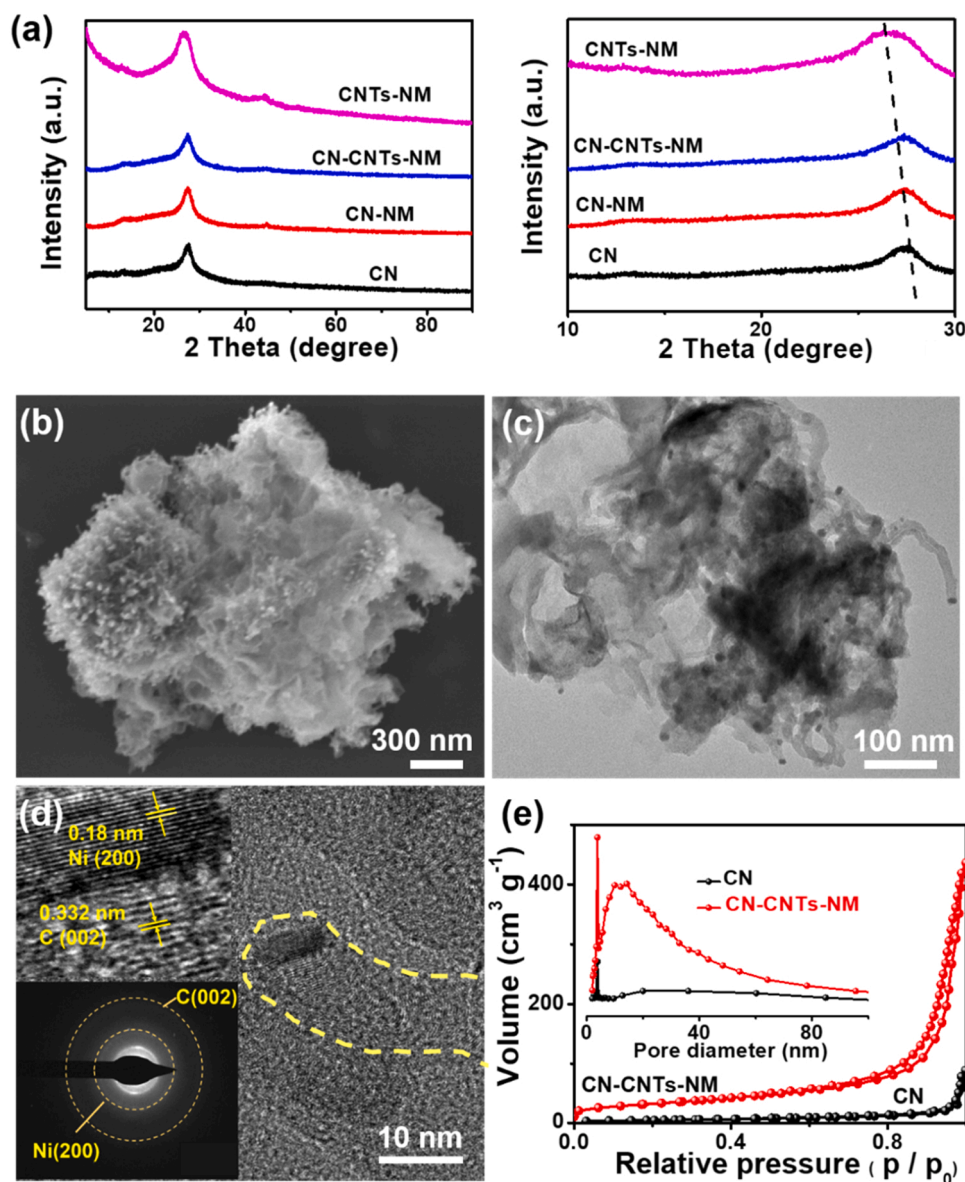 (a)
Intensity (a.u.)
CNTs-NM
CN-CNTs-NM
CN-NM
CN
20
40
60
80
2 Theta (degree)
Intensity (a.u.)
CNTs-NM
CN-CNTs-NM
CN-NM
CN
10
20
30
2 Theta (degree)
(b)
300 nm
(c)
100 nm
(d)
0.18 nm
Ni (200)
0.332 nm
C (002)
C(002)
Ni(200)
10 nm
(e)
Volume (cm³ g⁻¹)
400
200
0
CN
CN-CNTs-NM
0
40
80
Pore diameter (nm)
CN-CNTs-NM
CN
0.0
0.4
0.8
Relative pressure ( p / p₀)